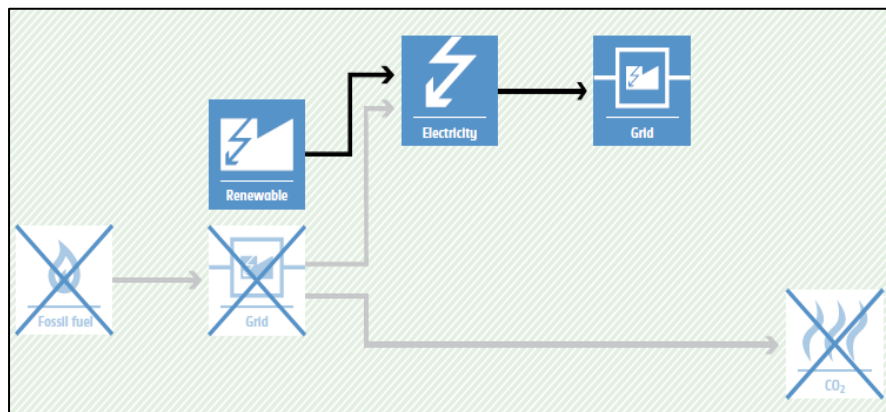 Electricity
Grid
Renewable
Fossil fuel
Grid
CO₂